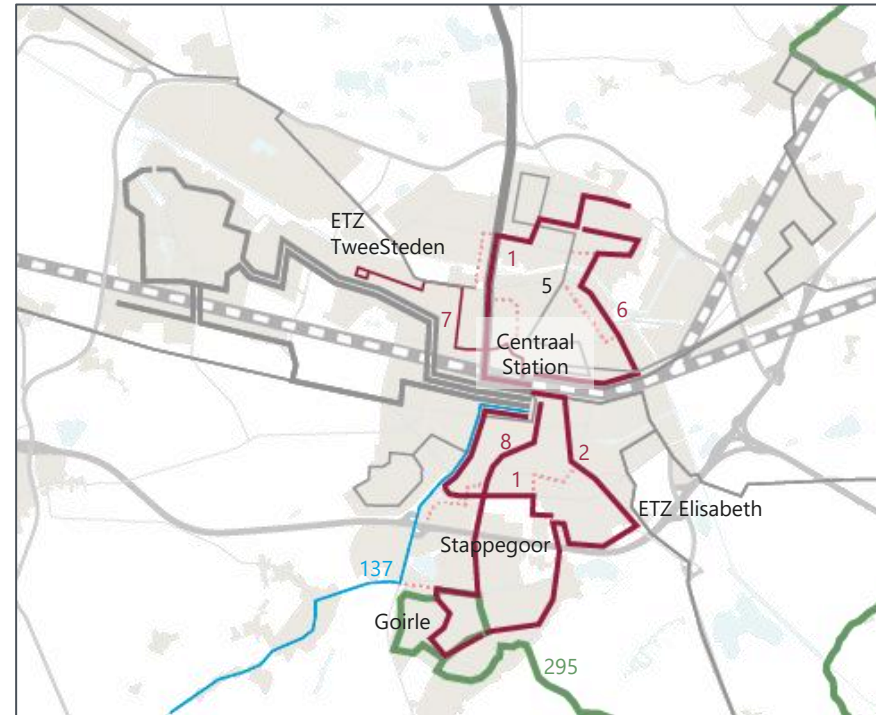 ETZ
TweeSteden
1
5
6
7
Centraal
Station
8
2
1
ETZ Elisabeth
Stappegoor
137
Goirle
295